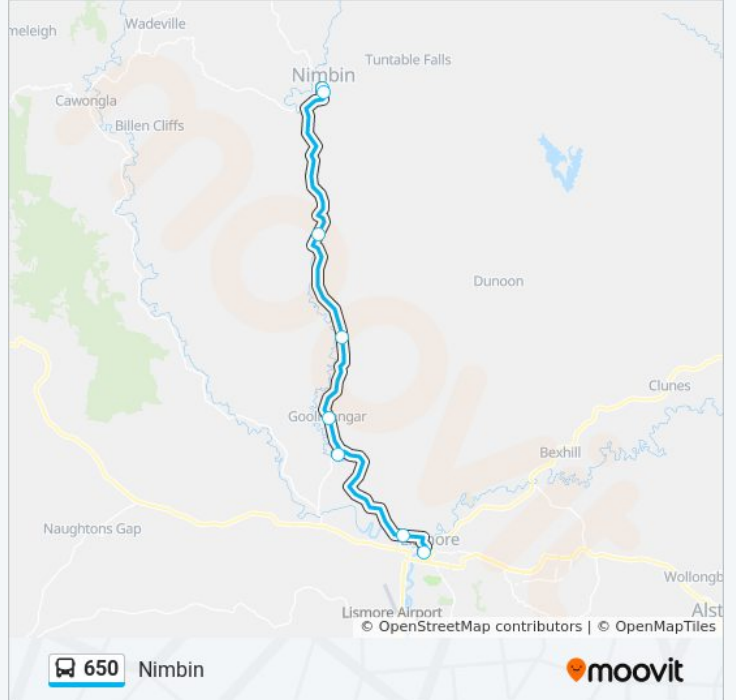 meleigh
Wadeville
Tuntable Falls
Nimbin
Cawongla
Billen Cliffs
Dunoon
Clunes
Bexhill
Naughtons Gap
Lismore Airport
Wollongb
Alst
© OpenStreetMap contributors | © OpenMapTiles
650 Nimbin
moovit